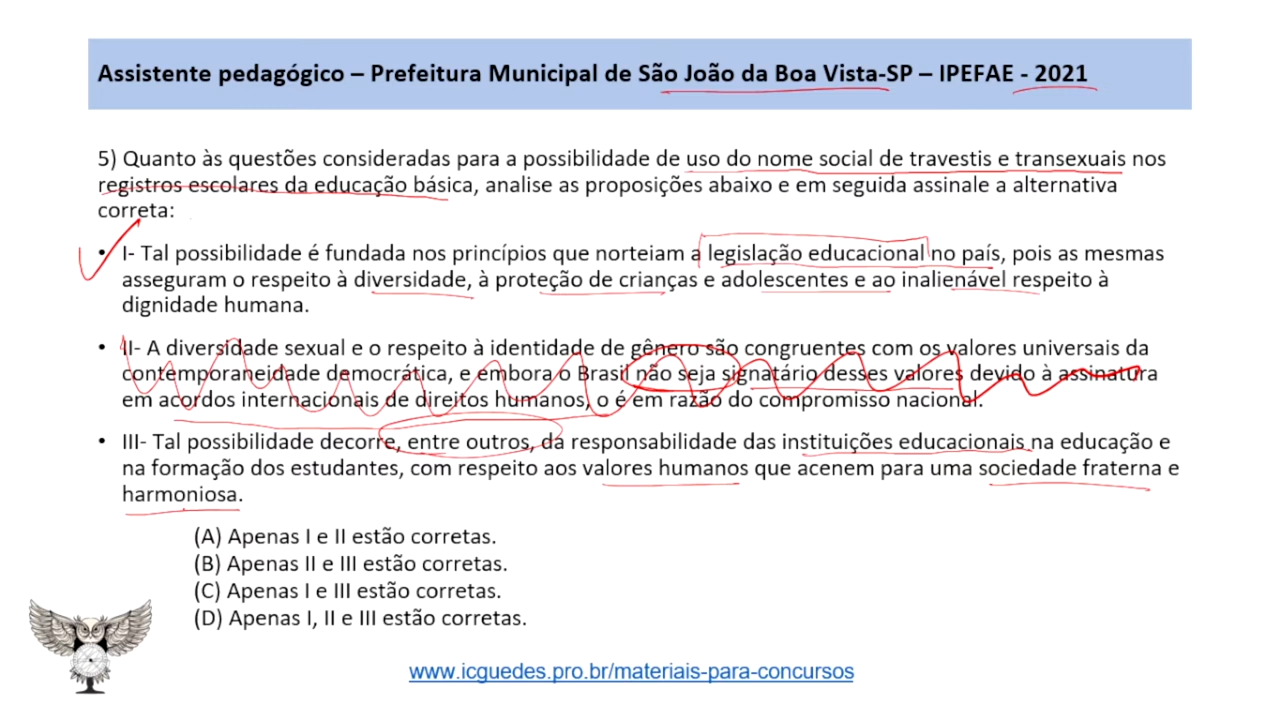 Assistente pedagógico – Prefeitura Municipal de São João da Boa Vista-SP – IPEFAE - 2021
5) Quanto às questões consideradas para a possibilidade de uso do nome social de travestis e transexuais nos
registros escolares da educação básica, analise as proposições abaixo e em seguida assinale a alternativa
correta:
• I- Tal possibilidade é fundada nos princípios que norteiam a legislação educacional no país, pois as mesmas
asseguram o respeito à diversidade, à proteção de crianças e adolescentes e ao inalienável respeito à
dignidade humana.
• II- A diversidade sexual e o respeito à identidade de gênero são congruentes com os valores universais da
contemporaneidade democrática, e embora o Brasil não seja signatário desses valores devido à assinatura
em acordos internacionais de direitos humanos, o é em razão do compromisso nacional.
• III- Tal possibilidade decorre, entre outros, da responsabilidade das instituições educacionais na educação e
na formação dos estudantes, com respeito aos valores humanos que acenem para uma sociedade fraterna e
harmoniosa.
(A) Apenas I e II estão corretas.
(B) Apenas II e III estão corretas.
(C) Apenas I e III estão corretas.
(D) Apenas I, II e III estão corretas.
www.icguedes.pro.br/materiais-para-concursos